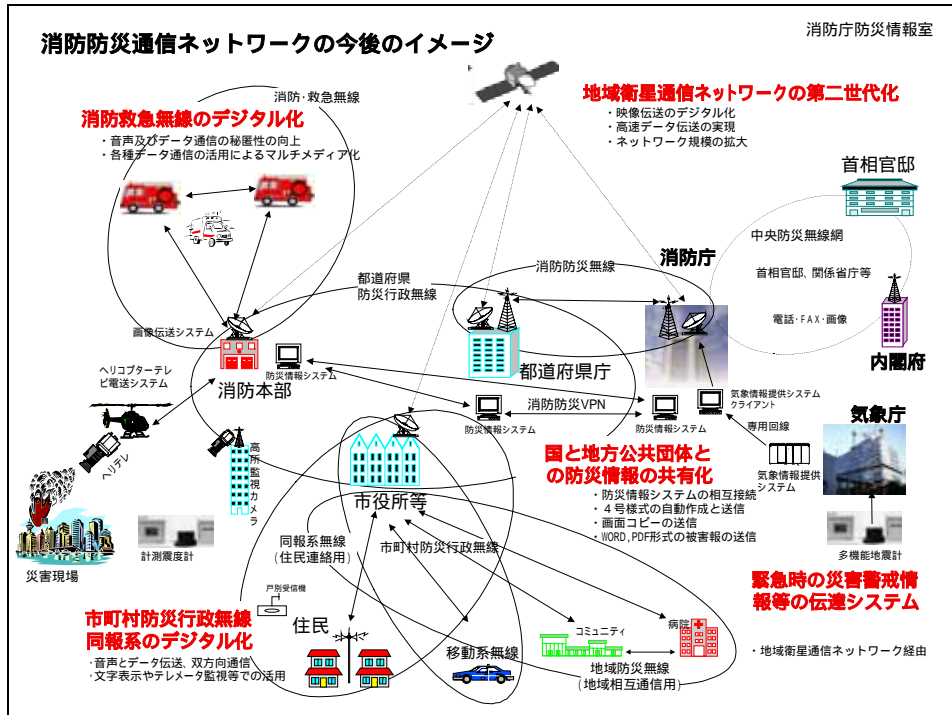 消防庁防災情報室
消防防災通信ネットワークの今後のイメージ
消防・救急無線
消防救急無線のデジタル化
・音声及びデータ通信の秘匿性の向上
・各種データ通信の活用によるマルチメディア化
地域衛星通信ネットワークの第二世代化
・映像伝送のデジタル化
・高速データ伝送の実現
・ネットワーク規模の拡大
首相官邸
中央防災無線網
首相官邸、関係省庁等
電話・FAX・画像
内閣府
消防庁
消防防災無線
都道府県
防災行政無線
画像伝送システム
消防本部
防災情報システム
都道府県庁
ヘリコプターテレ
ビ電送システム
ヘリテレ
高所監視カメラ
防災情報システム
消防防災VPN
防災情報システム
気象情報提供システム
クライアント
専用回線
気象庁
気象情報提供
システム
国と地方公共団体と
の防災情報の共有化
・防災情報システムの相互接続
・4号様式の自動作成と送信
・画面コピーの送信
・WORD,PDF形式の被害報の送信
市役所等
計測震度計
災害現場
同報系無線
(住民連絡用)
市町村防災行政無線
多機能地震計
緊急時の災害警戒情
報等の伝達システム
・地域衛星通信ネットワーク経由
戸別受信機
市町村防災行政無線
同報系のデジタル化
・音声とデータ伝送、双方向通信
・文字表示やテレメータ監視等での活用
住民
移動系無線
コミュニティ
病院
地域防災無線
(地域相互通信用)